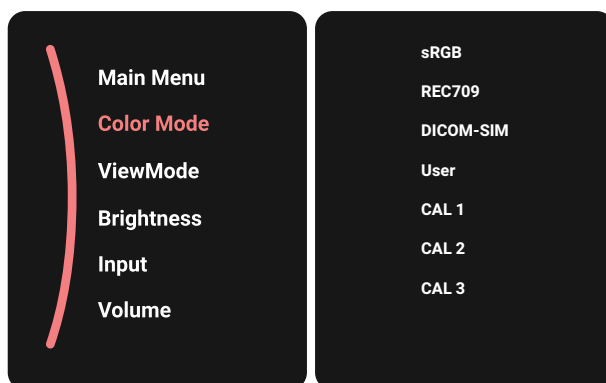 Main Menu
Color Mode
ViewMode
Brightness
Input
Volume
sRGB
REC709
DICOM-SIM
User
CAL 1
CAL 2
CAL 3